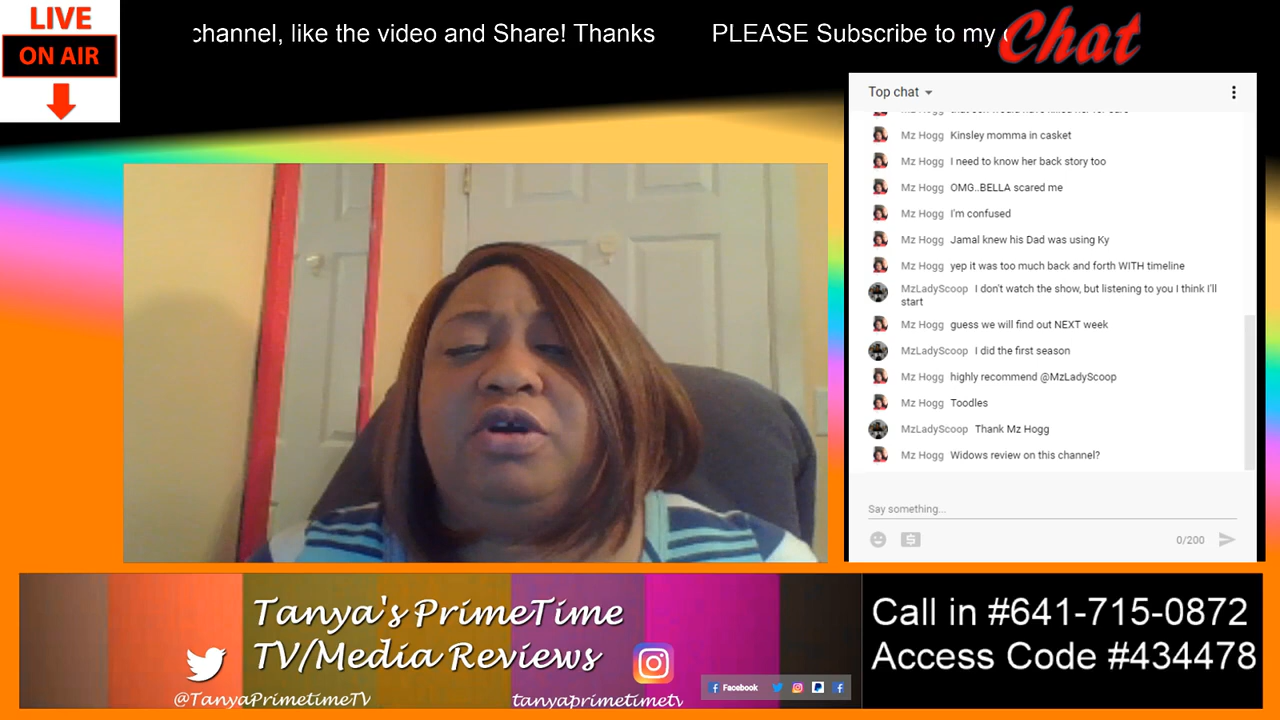 LIVE
ON AIR
channel, like the video and Share! Thanks PLEASE Subscribe to my
Chat
Top chat
Mz Hogg Kinsley momma in casket
Mz Hogg I need to know her back story too
Mz Hogg OMG..BELLA scared me
Mz Hogg I'm confused
Mz Hogg Jamal knew his Dad was using Ky
Mz Hogg yep it was too much back and forth WITH timeline
MzLadyScoop I don't watch the show, but listening to you I think I'll
start
Mz Hogg guess we will find out NEXT week
MzLadyScoop I did the first season
Mz Hogg highly recommend @MzLadyScoop
Mz Hogg Toodles
MzLadyScoop Thank Mz Hogg
Mz Hogg Widows review on this channel?
Say something...
0/200
Tanya's PrimeTime
TV/Media Reviews
@TanyaPrimetimeTV
tanyaprimetimetv
Facebook
Call in #641-715-0872
Access Code #434478